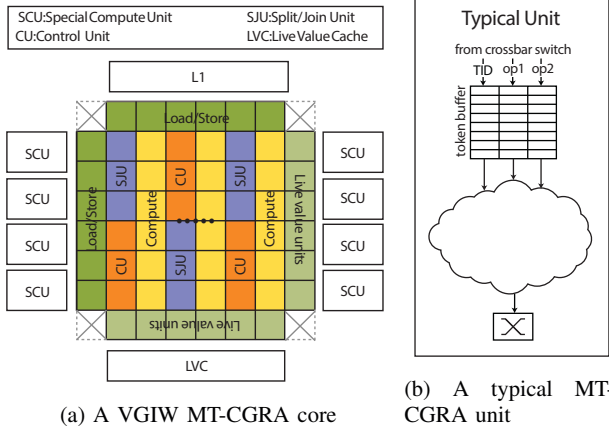 SCU:Special Compute Unit
SJU:Split/Join Unit
CU:Control Unit
LVC:Live Value Cache
L1
Load/Store
SCU
SCU
SCU
SCU
Load/Store
SJU
CU
Compute
CU
SJU
SJU
CU
Compute
Live value units
Live value units
SCU
SCU
SCU
SCU
LVC
(a) A VGIW MT-CGRA core
Typical Unit
from crossbar switch
TID op1 op2
token buffer
(b) A typical MT-
CGRA unit